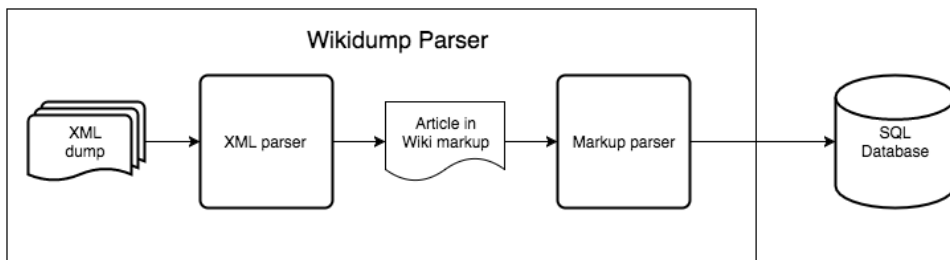 Wikidump Parser
XML
dump
XML parser
Article in
Wiki markup
Markup parser
SQL
Database